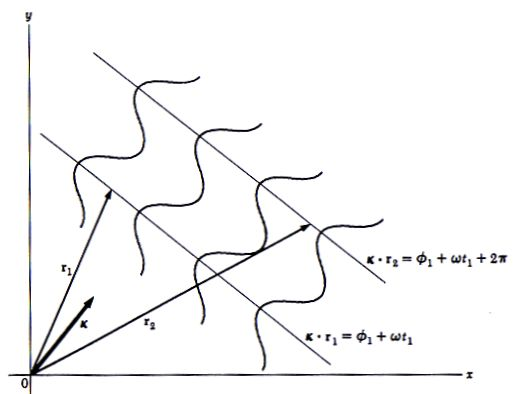 y
κ · r₂ = ϕ₁ + ωt₁ + 2π
r₁
κ
r₂
κ · r₁ = ϕ₁ + ωt₁
0
x